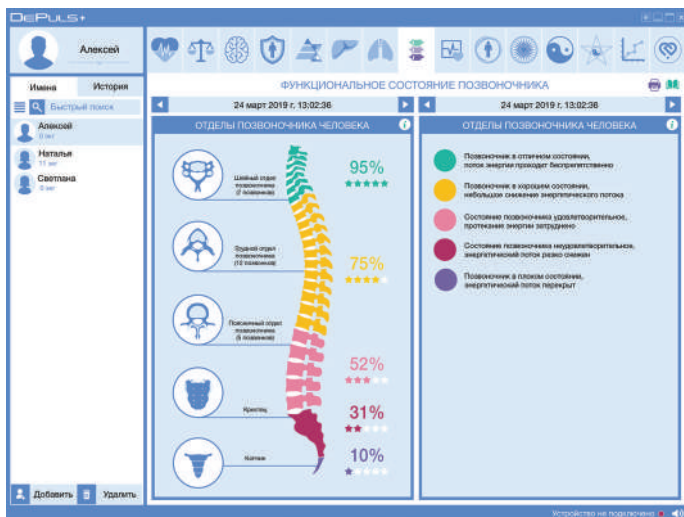 DePuls+
Алексей
Имена
История
Быстрый поиск
Алексей
Наталья
Светлана
Добавить
Удалить
ФУНКЦИОНАЛЬНОЕ СОСТОЯНИЕ ПОЗВОНОЧНИКА
24 март 2019 г. 13:02:36
24 март 2019 г. 13:02:36
ОТДЕЛЫ ПОЗВОНОЧНИКА ЧЕЛОВЕКА
Шейный отдел
позвоночника
(7 позвонков)
95%
Грудной отдел
позвоночника
(12 позвонков)
75%
Поясничный отдел
позвоночника
(5 позвонков)
52%
Крестец
31%
Копчик
10%
ОТДЕЛЫ ПОЗВОНОЧНИКА ЧЕЛОВЕКА
Позвоночник в отличном состоянии,
поток энергии проходит беспрепятственно
Позвоночник в хорошем состоянии,
небольшое снижение энергетического потока
Состояние позвоночника удовлетворительное,
протекание энергии затруднено
Состояние позвоночника неудовлетворительное,
энергетический поток резко снижен
Позвоночник в плохом состоянии,
энергетический поток перекрыт
Устройство не подключено